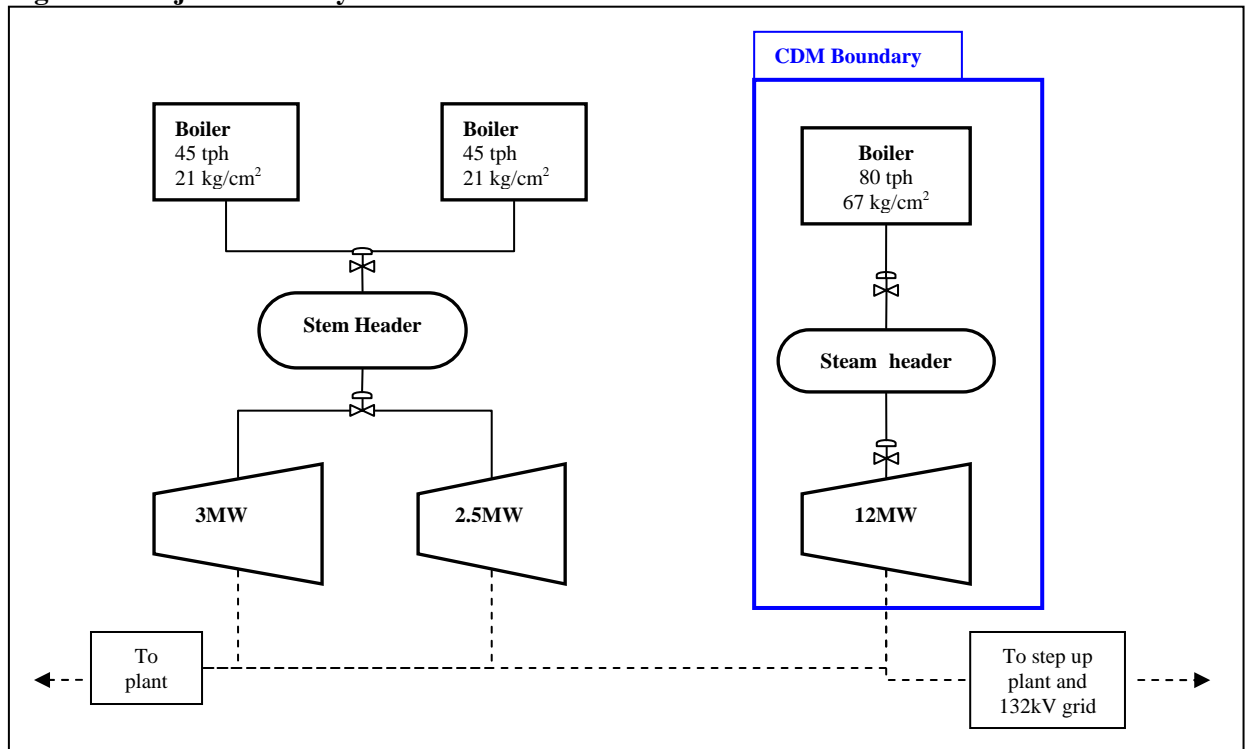 CDM Boundary
Boiler
45 tph
21 kg/cm²
Boiler
45 tph
21 kg/cm²
Boiler
80 tph
67 kg/cm²
Stem Header
Steam header
3MW
2.5MW
12MW
To
plant
To step up
plant and
132kV grid